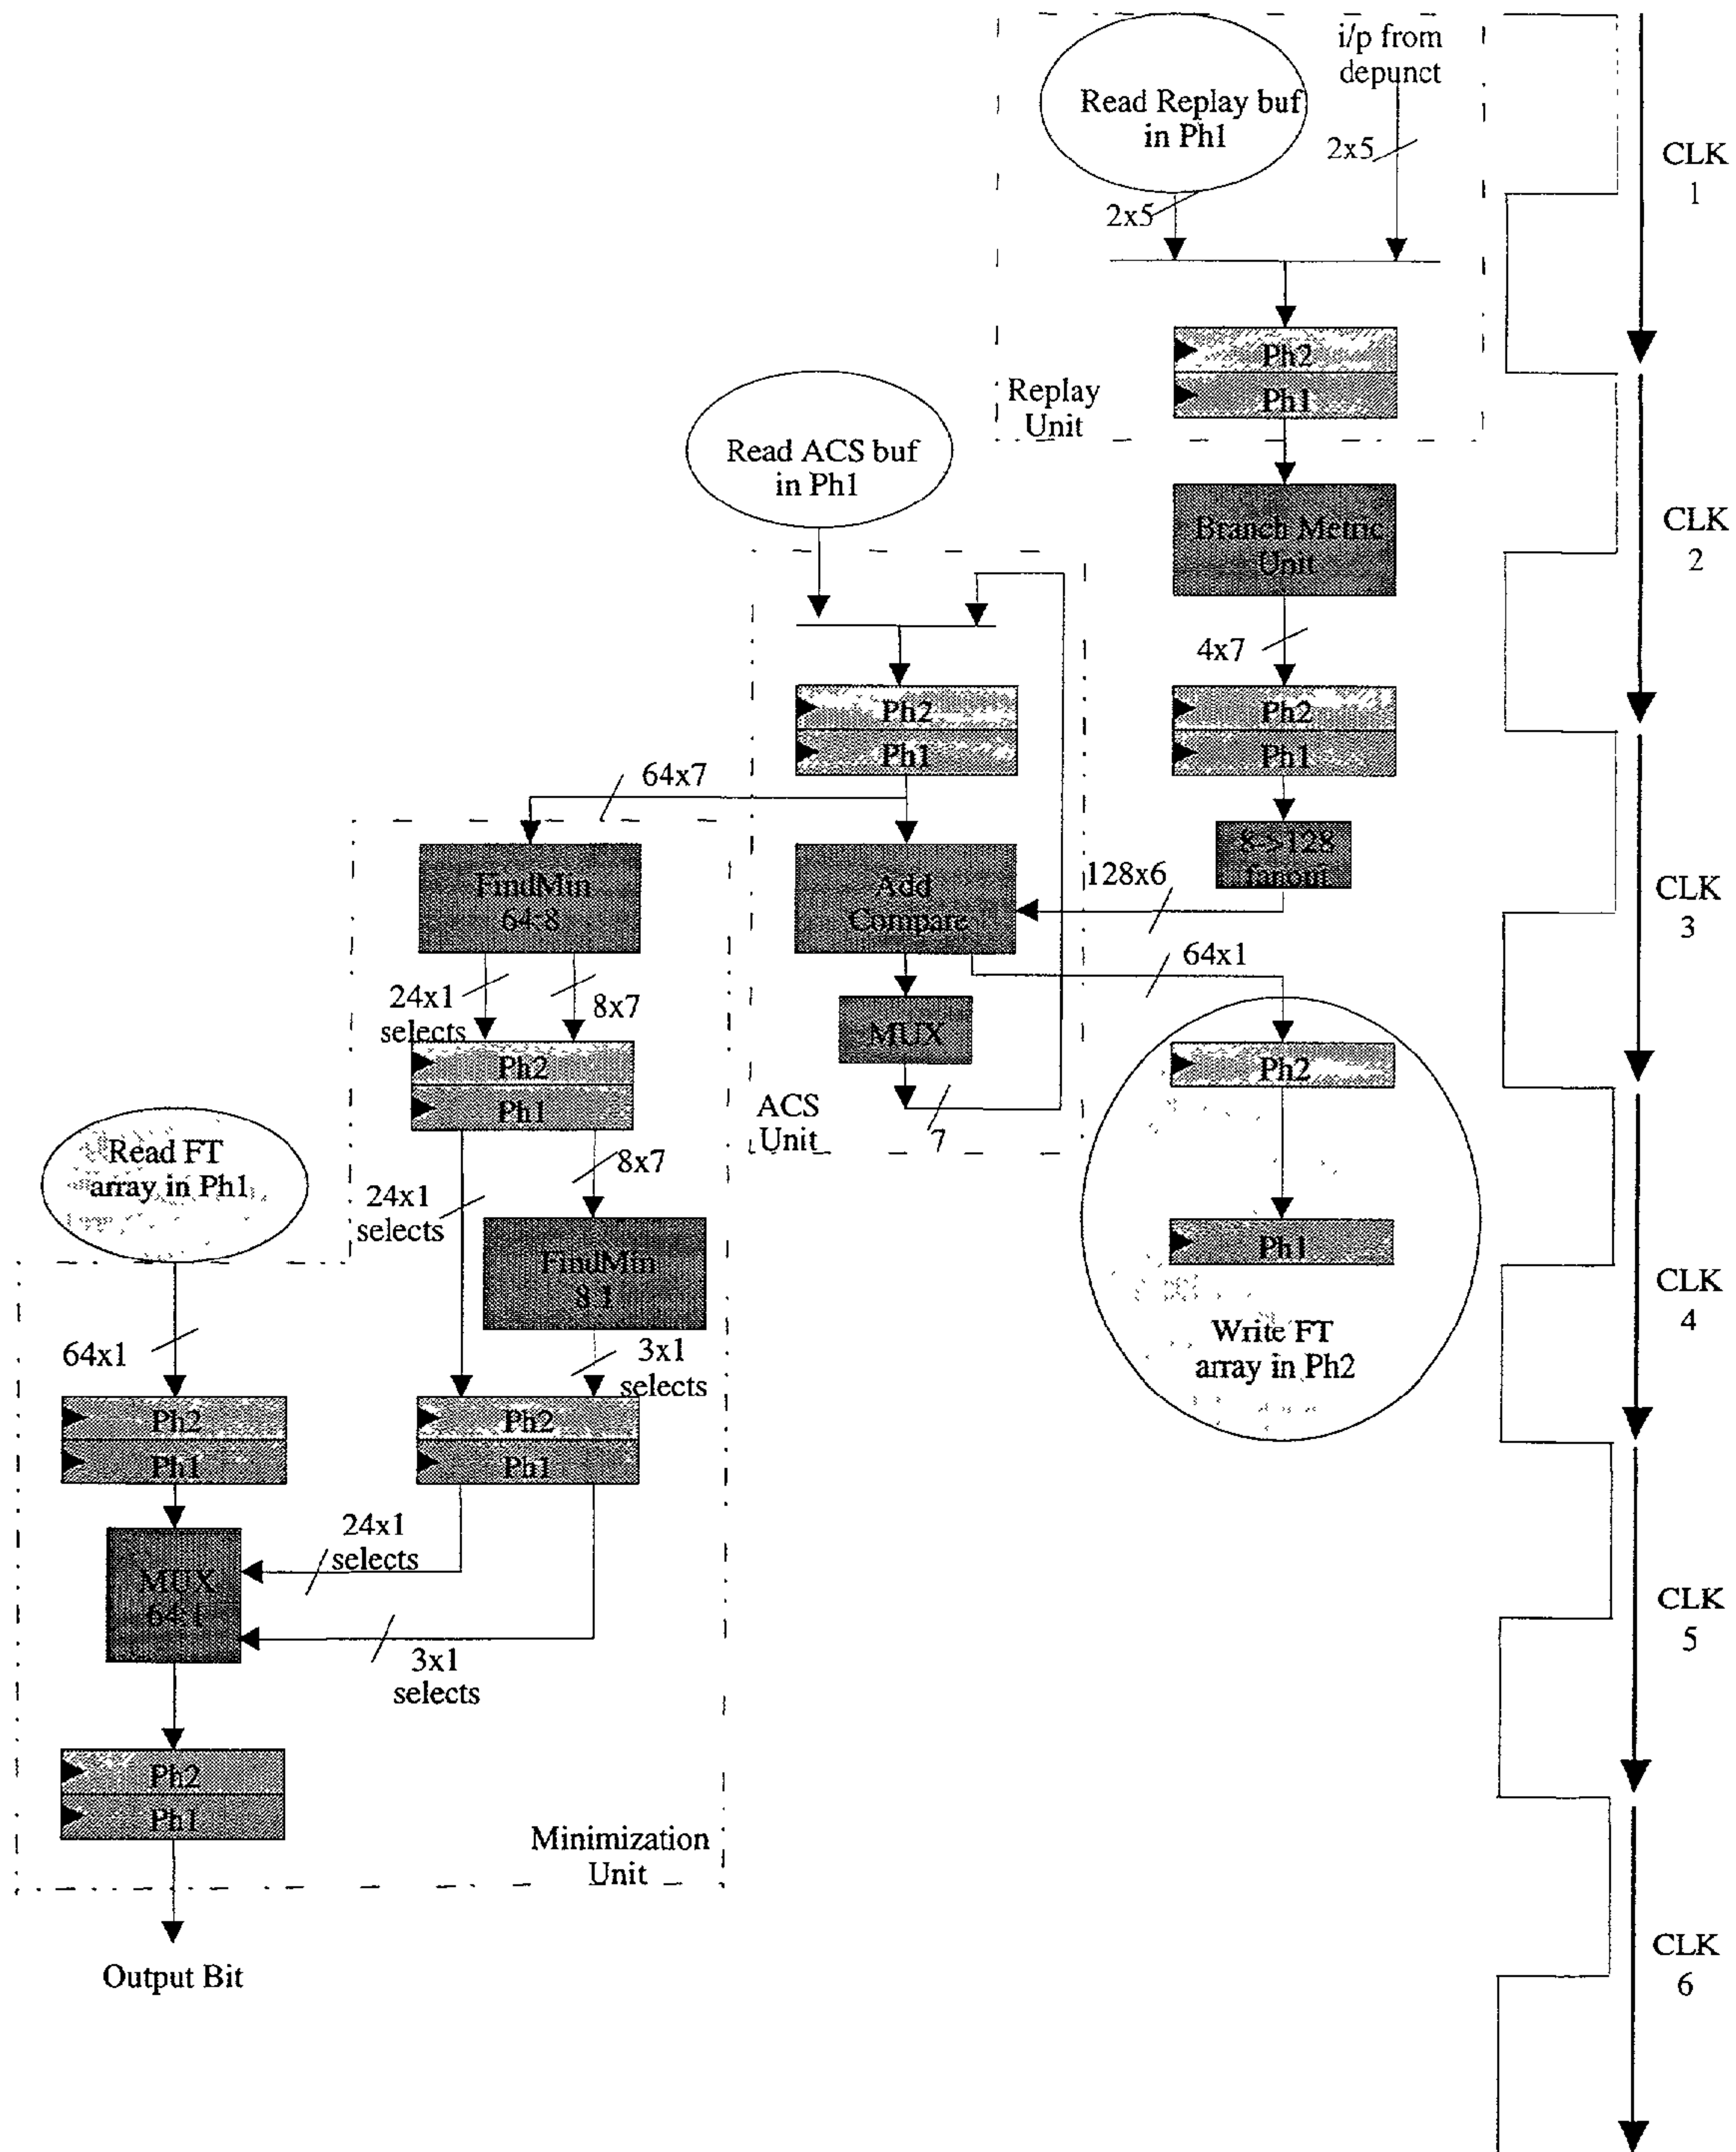 i/p from
depunct
Read Replay buf
in Ph1
2x5
2x5
CLK
1
Ph2
Ph1
Replay
Unit
Read ACS buf
in Ph1
Branch Metric
Unit
CLK
2
4x7
Ph2
Ph1
Ph2
Ph1
64x7
8->128
FindMin
64:8
Add
Compare
128x6
CLK
3
64x1
24x1
selects
8x7
MUX
Ph2
Ph1
Ph2
ACS
Unit
7
Read FT
array in Ph1
8x7
24x1
selects
FindMin
8:1
Ph1
CLK
4
Write FT
array in Ph2
64x1
3x1
selects
Ph2
Ph1
Ph2
Ph1
24x1
selects
MUX
64:1
CLK
5
3x1
selects
Ph2
Ph1
Minimization
Unit
CLK
6
Output Bit